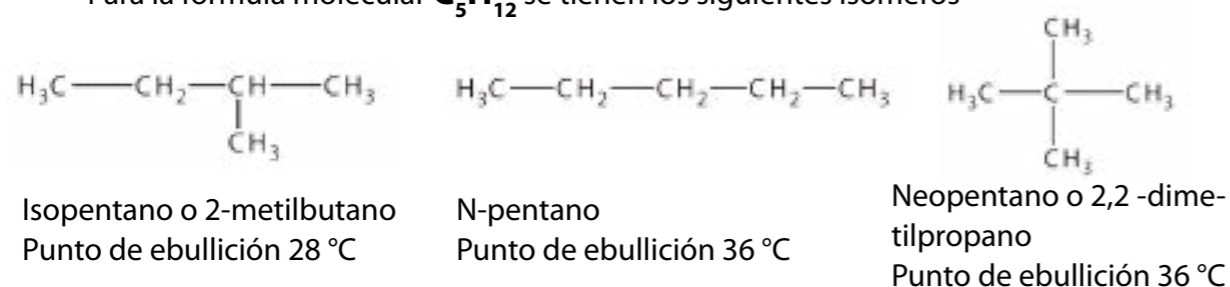 Para la fórmula molecular C₅H₁₂ se tienen los siguientes isómeros
H₃C—CH₂—CH—CH₃
CH₃
H₃C—CH₂—CH₂—CH₂—CH₃
CH₃
H₃C—C—CH₃
CH₃
Isopentano o 2-metilbutano
Punto de ebullición 28 °C
N-pentano
Punto de ebullición 36 °C
Neopentano o 2,2 -dime-
tilpropano
Punto de ebullición 36 °C